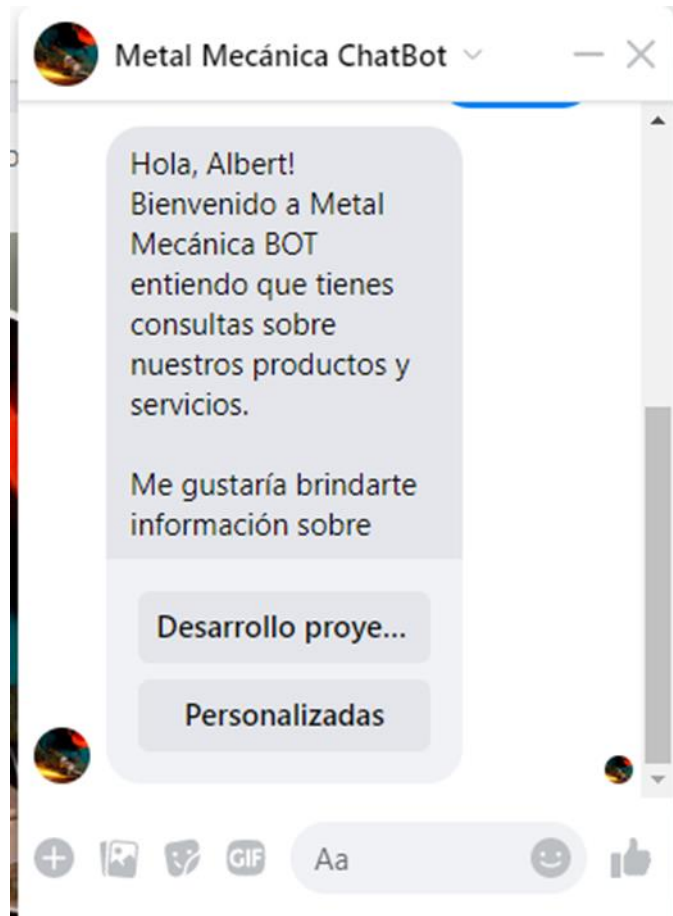 Metal Mecánica ChatBot
Hola, Albert!
Bienvenido a Metal
Mecánica BOT
entiendo que tienes
consultas sobre
nuestros productos y
servicios.
Me gustaría brindarte
información sobre
Desarrollo proye...
Personalizadas
GIF
Aa